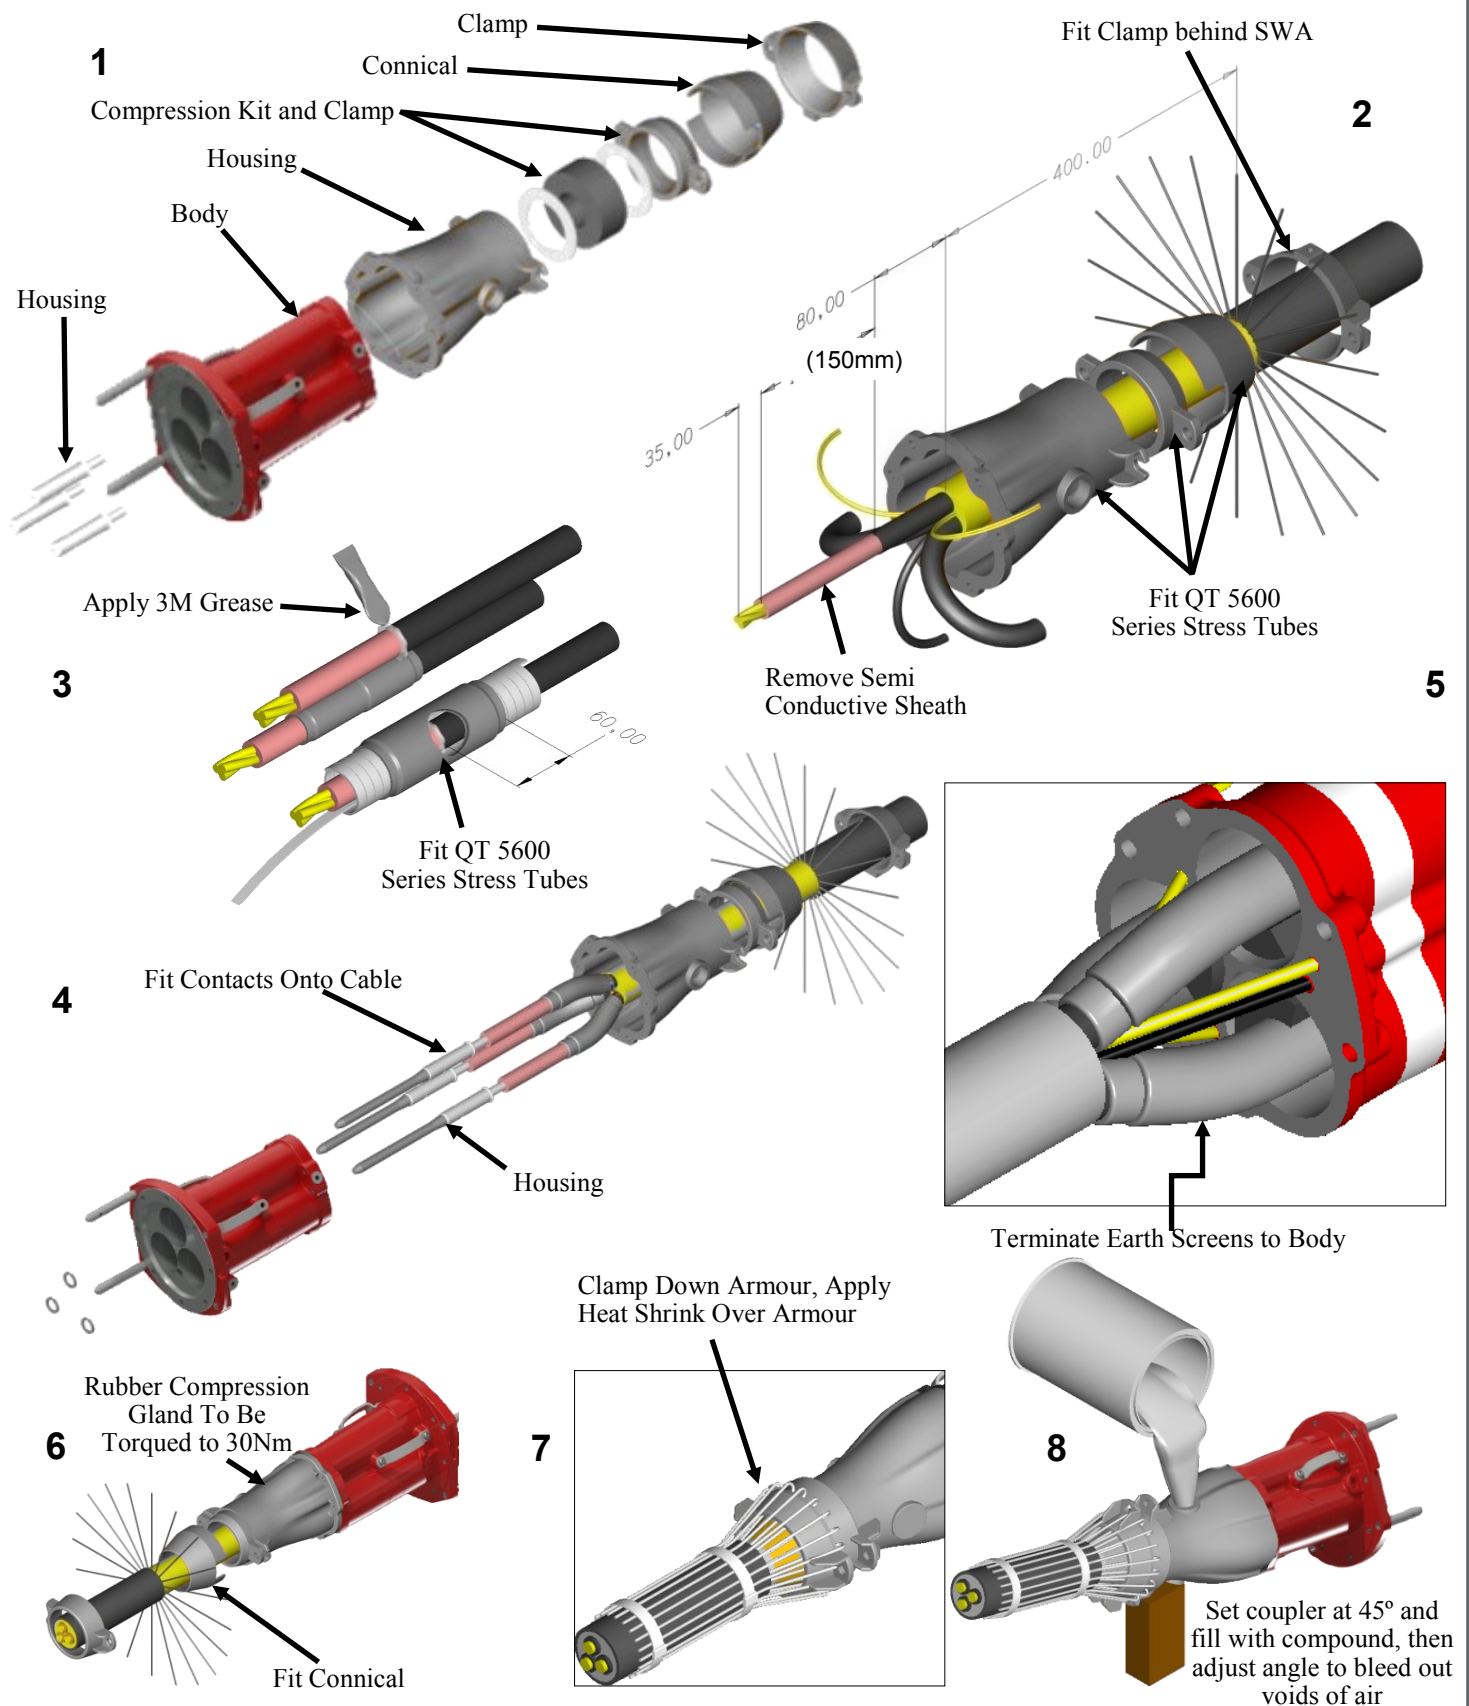 1
Clamp
Connical
Compression Kit and Clamp
Housing
Body
Housing
2
Fit Clamp behind SWA
400.00
80,00
(150mm)
35,00
Fit QT 5600
Series Stress Tubes
Remove Semi
Conductive Sheath
3
Apply 3M Grease
60,00
Fit QT 5600
Series Stress Tubes
4
Fit Contacts Onto Cable
Housing
5
Terminate Earth Screens to Body
6
Rubber Compression
Gland To Be
Torqued to 30Nm
Fit Connical
7
Clamp Down Armour, Apply
Heat Shrink Over Armour
8
Set coupler at 45º and
fill with compound, then
adjust angle to bleed out
voids of air